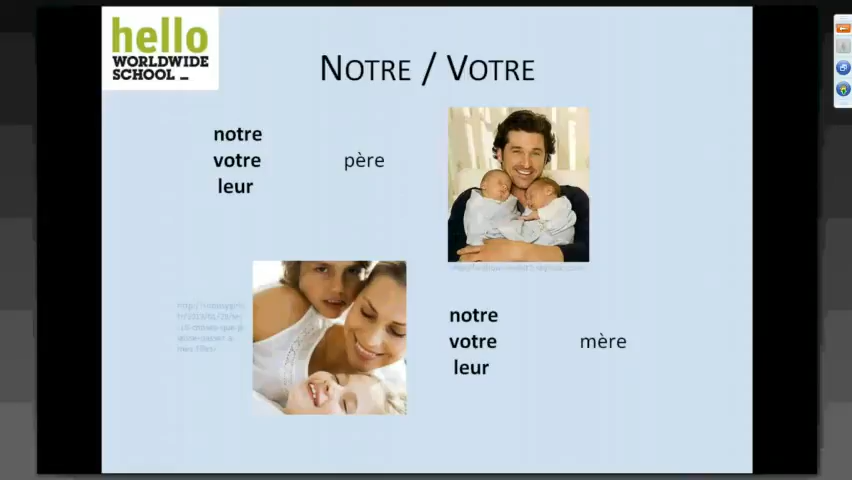 hello
WORLDWIDE
SCHOOL _
NOTRE / VOTRE
notre
votre père
leur
notre
votre mère
leur